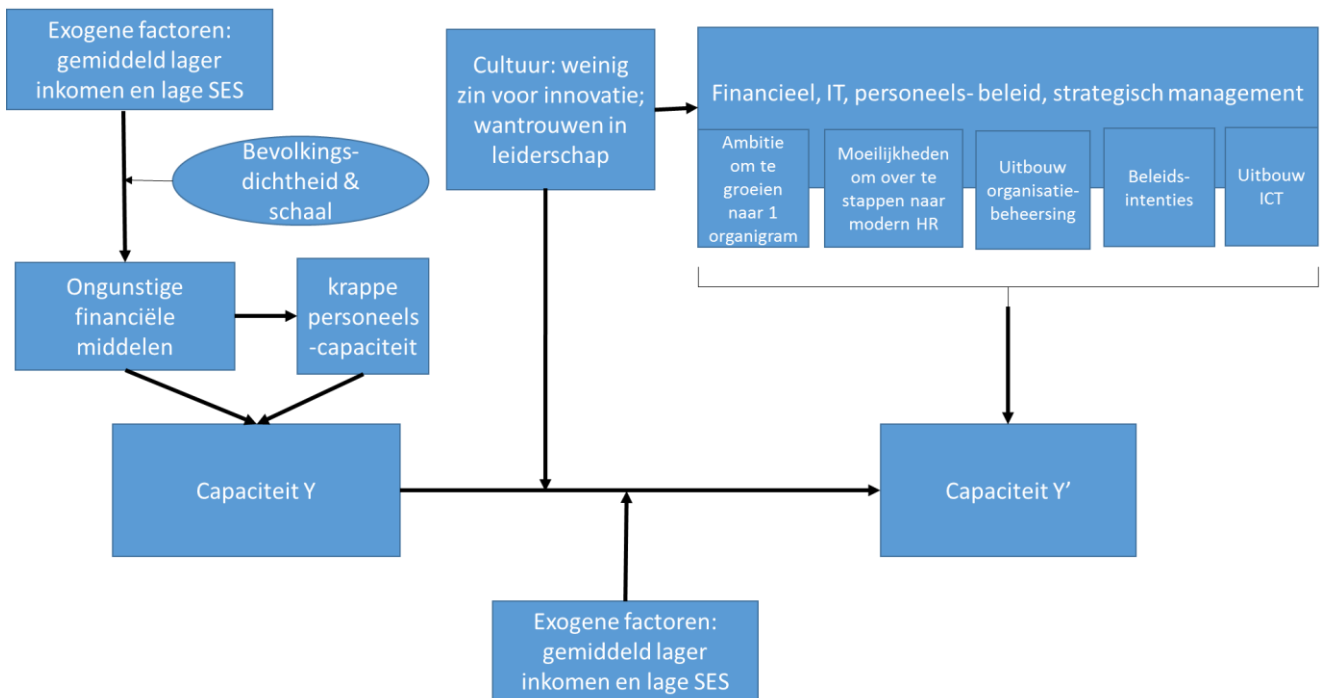 Exogene factoren:
gemiddeld lager
inkomen en lage SES
Cultuur: weinig
zin voor innovatie;
wantrouwen in
leiderschap
Financieel, IT, personeels- beleid, strategisch management
Ambitie
om te
groeien
naar 1
organigram
Moeilijkheden
om over te
stappen naar
modern HR
Uitbouw
organisatie-
beheersing
Beleids-
intenties
Uitbouw
ICT
Bevolkings-
dichtheid &
schaal
Ongunstige
financiële
middelen
krappe
personeels
-capaciteit
Capaciteit Y
Capaciteit Y’
Exogene factoren:
gemiddeld lager
inkomen en lage SES